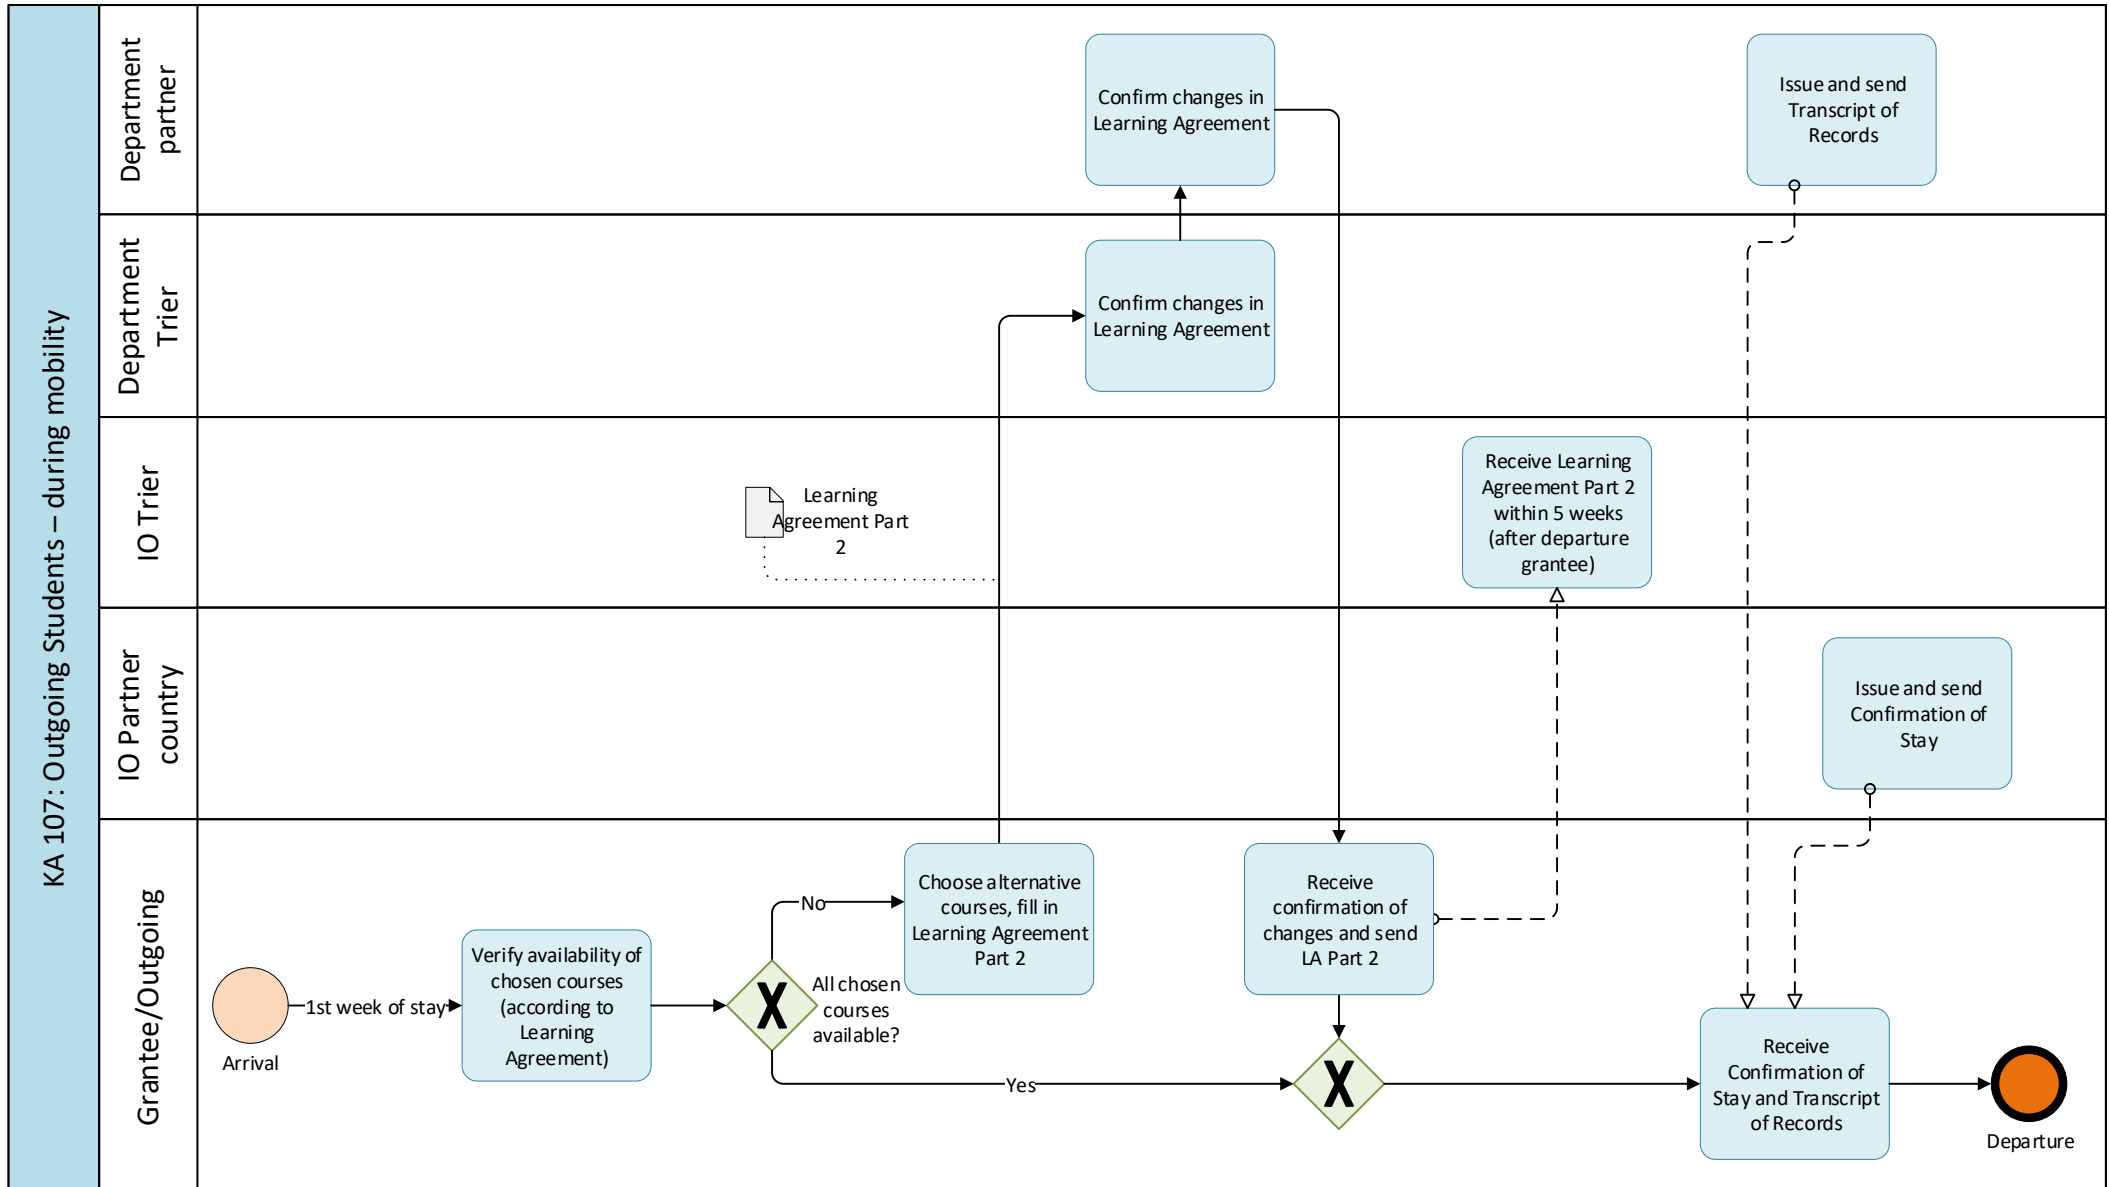 KA 107: Outgoing Students – during mobility
Department
partner
Confirm changes in
Learning Agreement
Issue and send
Transcript of
Records
Department
Trier
Confirm changes in
Learning Agreement
IO Trier
Learning
Agreement Part
2
Receive Learning
Agreement Part 2
within 5 weeks
(after departure
grantee)
IO Partner
country
Issue and send
Confirmation of
Stay
Grantee/Outgoing
Arrival
1st week of stay
Verify availability of
chosen courses
(according to
Learning
Agreement)
All chosen
courses
available?
No
Choose alternative
courses, fill in
Learning Agreement
Part 2
Yes
Receive
confirmation of
changes and send
LA Part 2
Receive
Confirmation of
Stay and Transcript
of Records
Departure